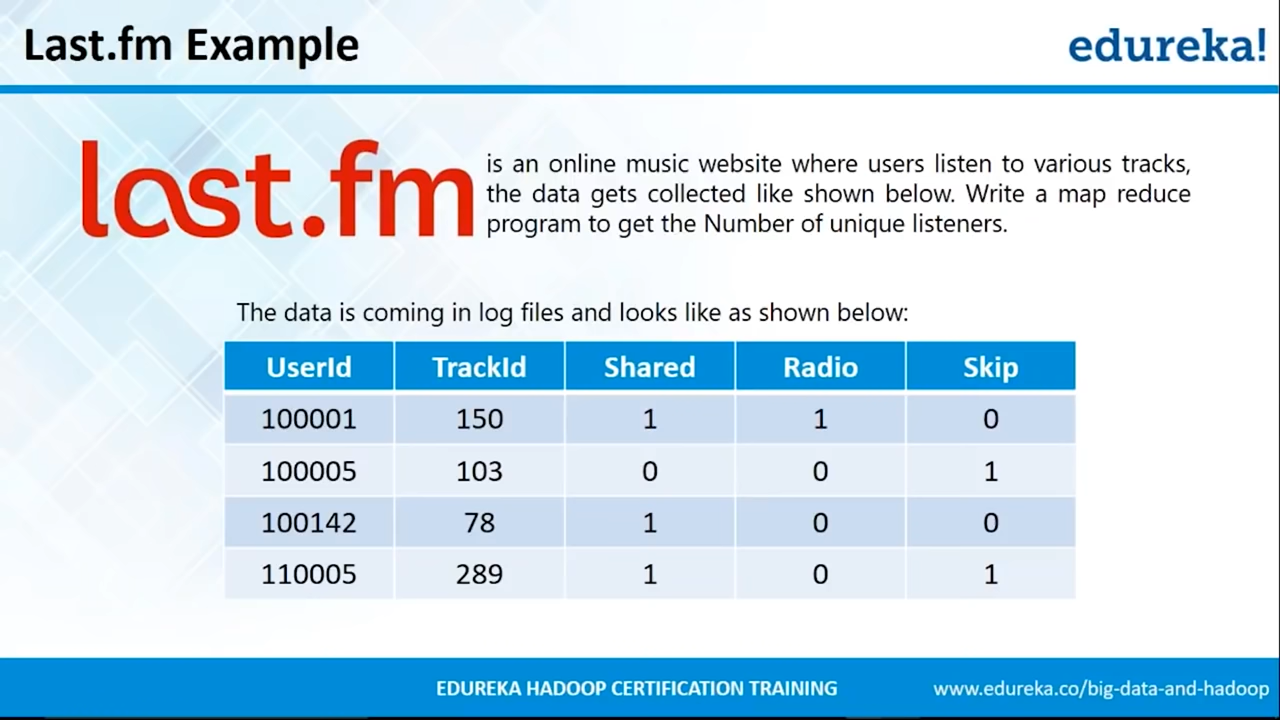 Last.fm Example
edureka!
last.fm
is an online music website where users listen to various tracks,
the data gets collected like shown below. Write a map reduce
program to get the Number of unique listeners.
The data is coming in log files and looks like as shown below:
UserId TrackId Shared Radio Skip
100001 150 1 1 0
100005 103 0 0 1
100142 78 1 0 0
110005 289 1 0 1
EDUREKA HADOOP CERTIFICATION TRAINING
www.edureka.co/big-data-and-hadoop